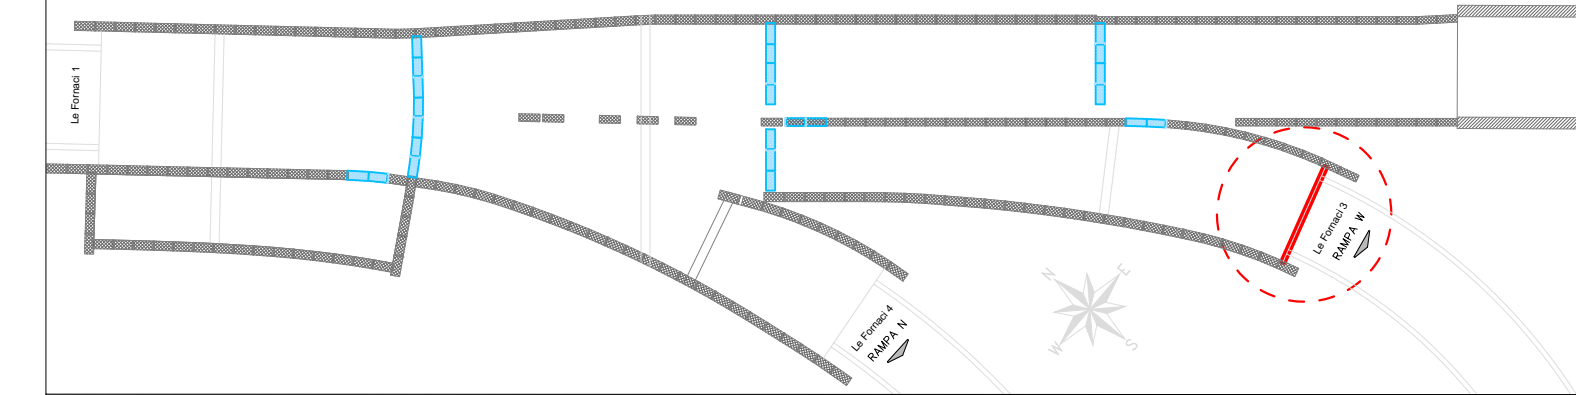 Le Fornaci 1
Le Fornaci 4
RAMPA N
Le Fornaci 3
RAMPA W
N
E
W
S